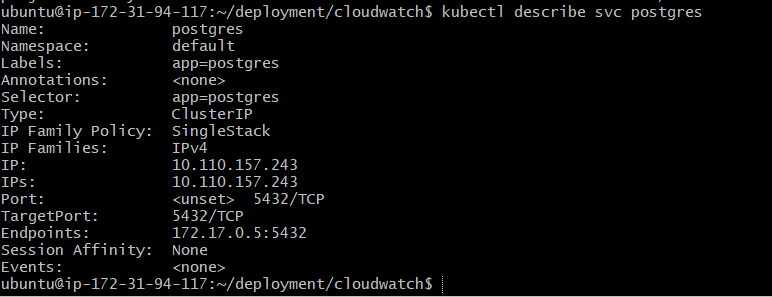 ubuntu@ip-172-31-94-117:~/deployment/cloudwatch$ kubectl describe svc postgres
Name:              postgres
Namespace:         default
Labels:            app=postgres
Annotations:       <none>
Selector:          app=postgres
Type:              ClusterIP
IP Family Policy:  SingleStack
IP Families:       IPv4
IP:                10.110.157.243
IPs:               10.110.157.243
Port:              <unset>  5432/TCP
TargetPort:        5432/TCP
Endpoints:         172.17.0.5:5432
Session Affinity:  None
Events:            <none>
ubuntu@ip-172-31-94-117:~/deployment/cloudwatch$